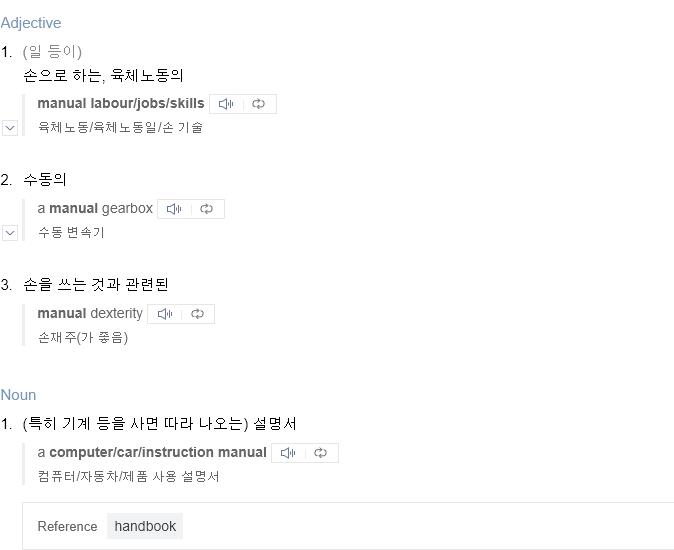 Adjective
1. (일 등이)
손으로 하는, 육체노동의
manual labour/jobs/skills
육체노동/육체노동일/손 기술
2. 수동의
a manual gearbox
수동 변속기
3. 손을 쓰는 것과 관련된
manual dexterity
손재주(가 좋음)
Noun
1. (특히 기계 등을 사면 따라 나오는) 설명서
a computer/car/instruction manual
컴퓨터/자동차/제품 사용 설명서
Reference handbook